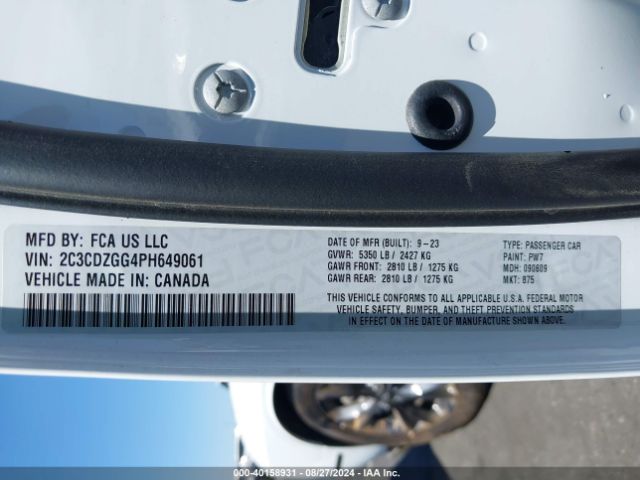 MFD BY: FCA US LLC
VIN: 2C3CDZGG4PH649061
VEHICLE MADE IN: CANADA
DATE OF MFR (BUILT): 9-23
GVWR: 5350 LB / 2427 KG
GAWR FRONT: 2810 LB / 1275 KG
GAWR REAR: 2810 LB / 1275 KG
TYPE: PASSENGER CAR
PAINT: PW7
MDH: 090609
MKT: B75
THIS VEHICLE CONFORMS TO ALL APPLICABLE U.S.A. FEDERAL MOTOR
VEHICLE SAFETY, BUMPER, AND THEFT PREVENTION STANDARDS
IN EFFECT ON THE DATE OF MANUFACTURE SHOWN ABOVE.
000-40158931 - 08/27/2024 - IAA Inc.